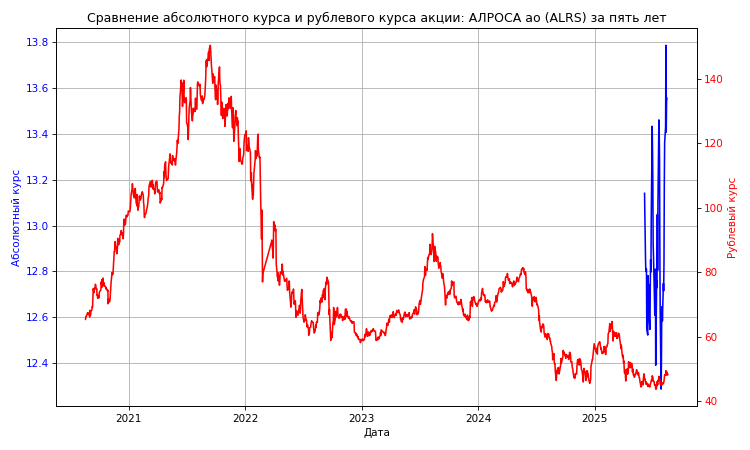 Сравнение абсолютного курса и рублевого курса акции: АЛРОСА ао (ALRS) за пять лет
13.8
13.6
13.4
13.2
13.0
12.8
12.6
12.4
Абсолютный курс
140
120
100
80
60
40
Рублевый курс
2021 2022 2023 2024 2025
Дата